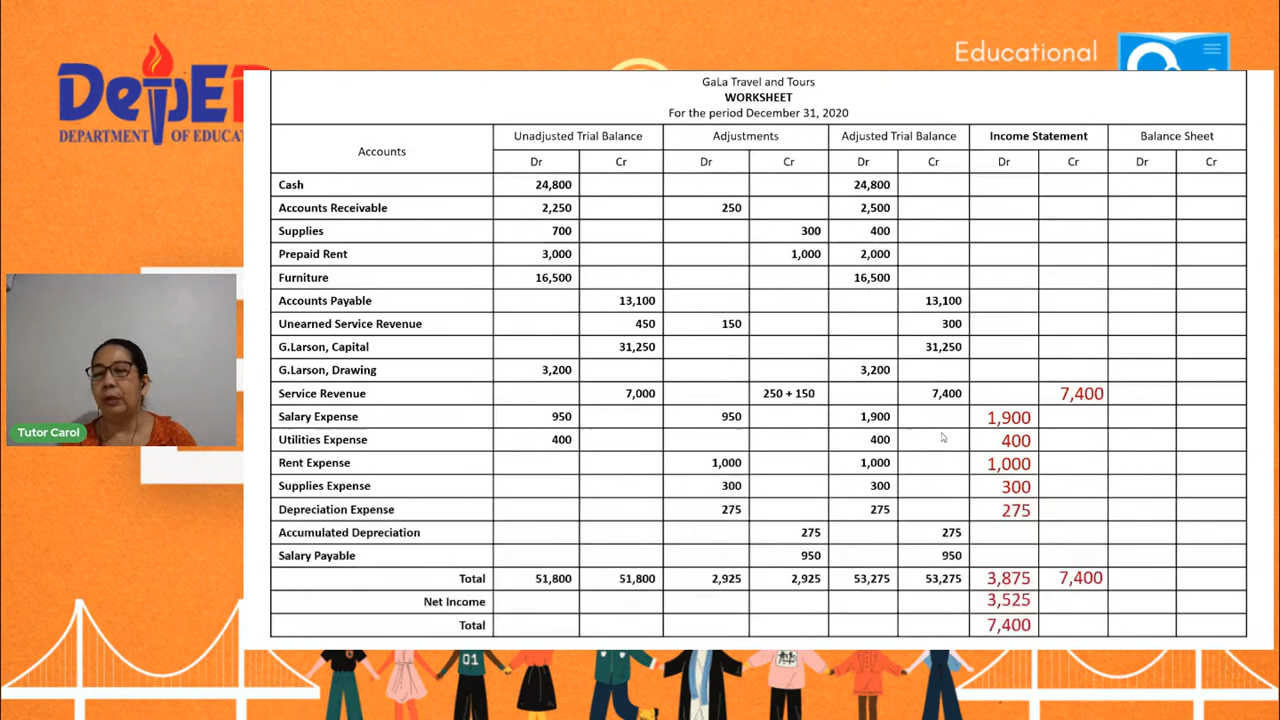 Educational
DepED
DEPARTMENT OF EDUCA
GaLa Travel and Tours
WORKSHEET
For the period December 31, 2020
Accounts Unadjusted Trial Balance Adjustments Adjusted Trial Balance Income Statement Balance Sheet
Dr Cr Dr Cr Dr Cr Dr Cr Dr Cr
Cash 24,800 24,800
Accounts Receivable 2,250 250 2,500
Supplies 700 300 400
Prepaid Rent 3,000 1,000 2,000
Furniture 16,500 16,500
Accounts Payable 13,100 13,100
Unearned Service Revenue 450 150 300
G.Larson, Capital 31,250 31,250
G.Larson, Drawing 3,200 3,200
Service Revenue 7,000 250 + 150 7,400 7,400
Salary Expense 950 950 1,900 1,900
Utilities Expense 400 400 400
Rent Expense 1,000 1,000 1,000
Supplies Expense 300 300 300
Depreciation Expense 275 275 275
Accumulated Depreciation 275 275
Salary Payable 950 950
Total 51,800 51,800 2,925 2,925 53,275 53,275 3,875 7,400
Net Income 3,525
Total 7,400
Tutor Carol
01